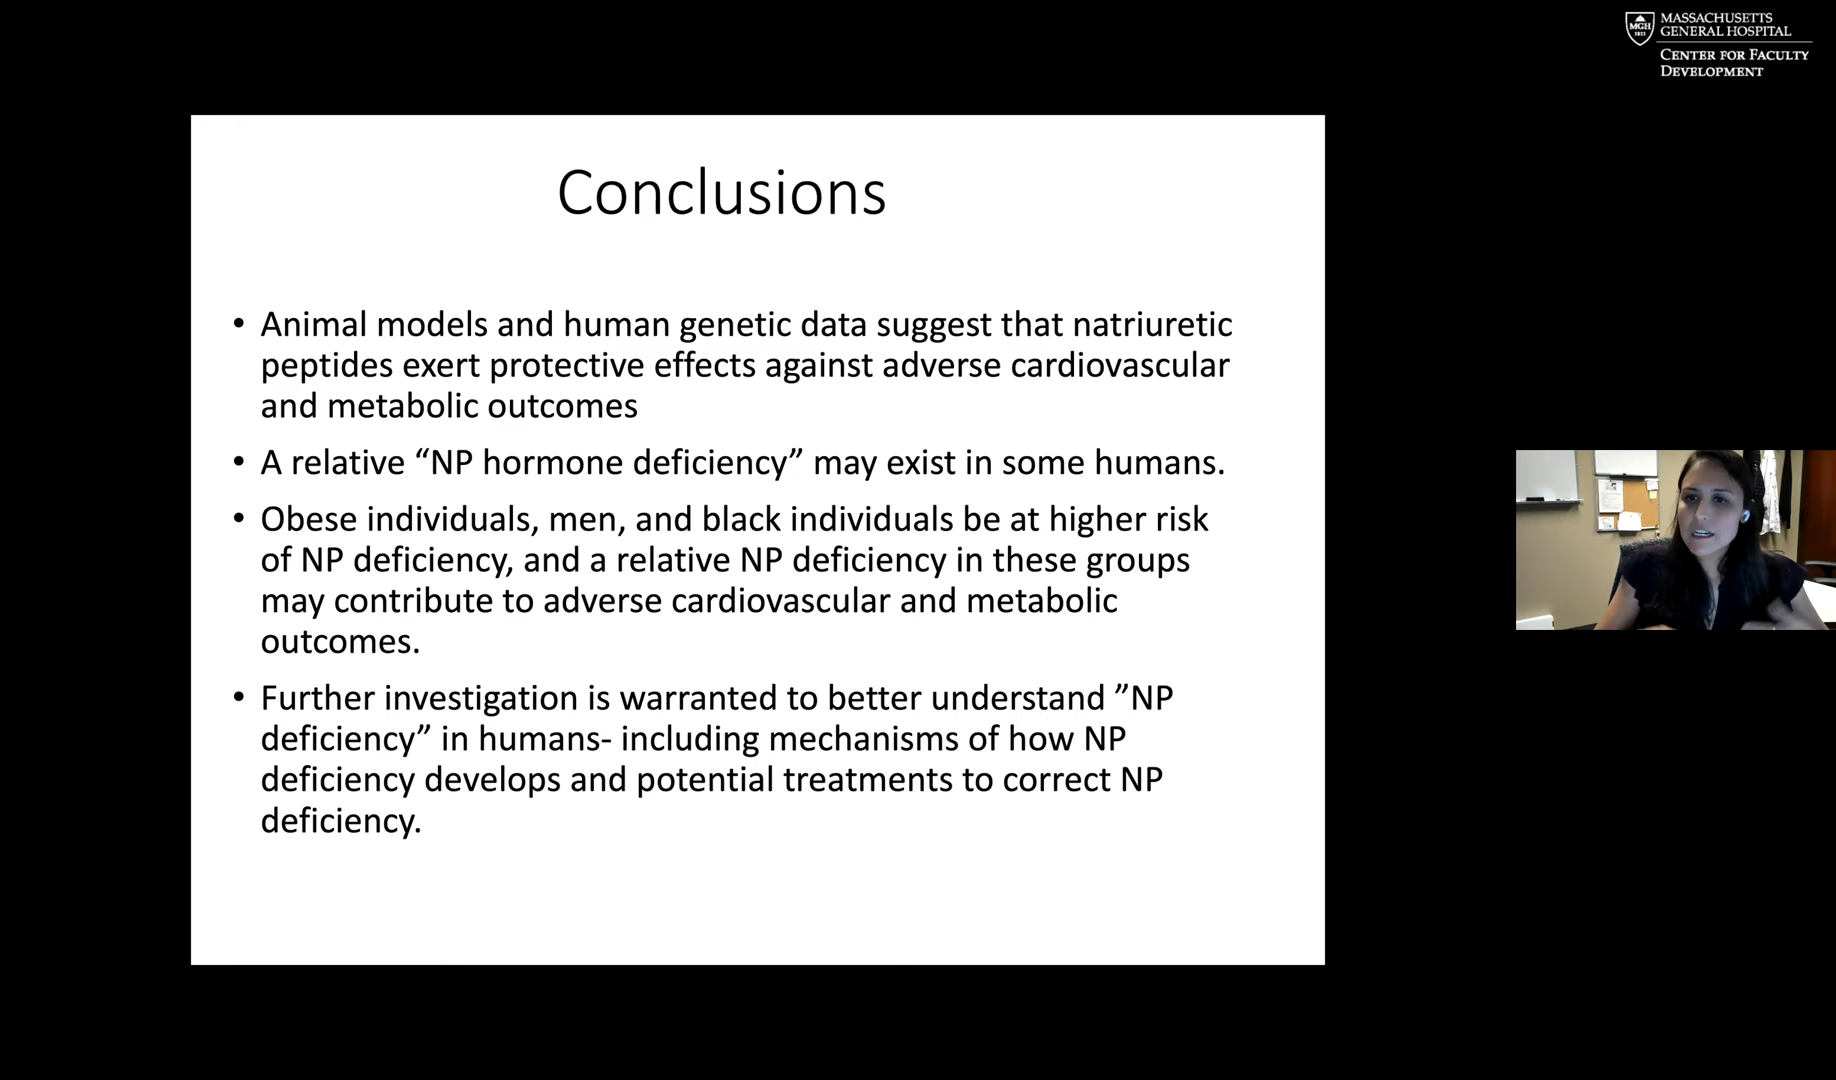 MASSACHUSETTS
GENERAL HOSPITAL
CENTER FOR FACULTY
DEVELOPMENT
MGH
1811
Conclusions
• Animal models and human genetic data suggest that natriuretic
peptides exert protective effects against adverse cardiovascular
and metabolic outcomes
• A relative “NP hormone deficiency” may exist in some humans.
• Obese individuals, men, and black individuals be at higher risk
of NP deficiency, and a relative NP deficiency in these groups
may contribute to adverse cardiovascular and metabolic
outcomes.
• Further investigation is warranted to better understand ”NP
deficiency” in humans- including mechanisms of how NP
deficiency develops and potential treatments to correct NP
deficiency.